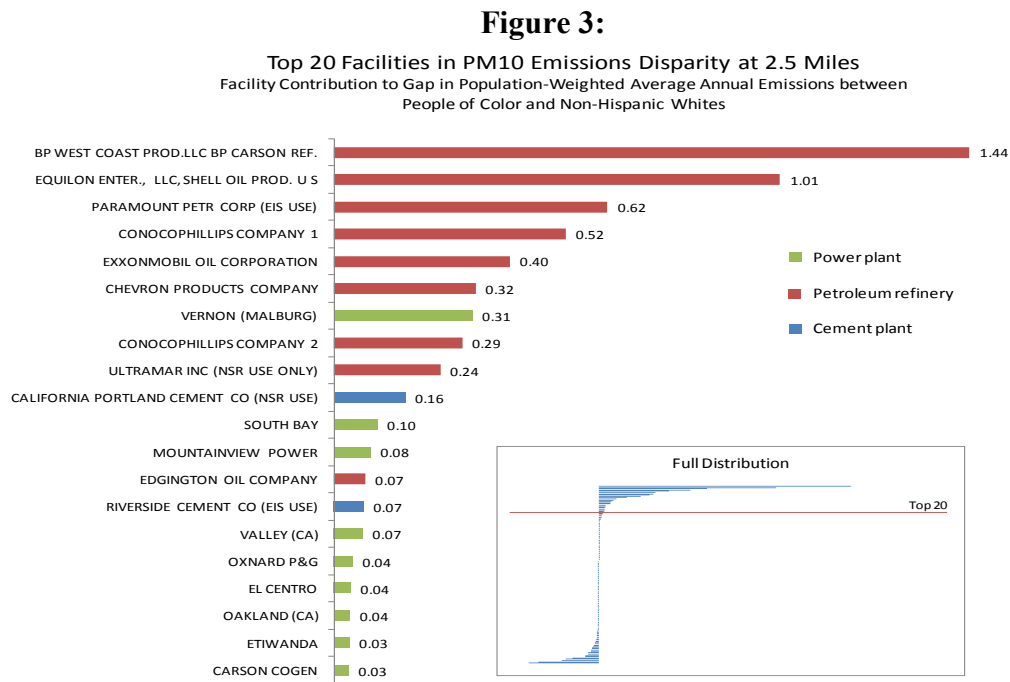 Figure 3:
Top 20 Facilities in PM10 Emissions Disparity at 2.5 Miles
Facility Contribution to Gap in Population-Weighted Average Annual Emissions between
People of Color and Non-Hispanic Whites
BP WEST COAST PROD.LLC BP CARSON REF. 1.44
EQUILON ENTER., LLC, SHELL OIL PROD. U S 1.01
PARAMOUNT PETR CORP (EIS USE) 0.62
CONOCOPHILLIPS COMPANY 1 0.52
EXXONMOBIL OIL CORPORATION 0.40
CHEVRON PRODUCTS COMPANY 0.32
VERNON (MALBURG) 0.31
CONOCOPHILLIPS COMPANY 2 0.29
ULTRAMAR INC (NSR USE ONLY) 0.24
CALIFORNIA PORTLAND CEMENT CO (NSR USE) 0.16
SOUTH BAY 0.10
MOUNTAINVIEW POWER 0.08
EDGINGTON OIL COMPANY 0.07
RIVERSIDE CEMENT CO (EIS USE) 0.07
VALLEY (CA) 0.07
OXNARD P&G 0.04
EL CENTRO 0.04
OAKLAND (CA) 0.04
ETIWANDA 0.03
CARSON COGEN 0.03
Power plant
Petroleum refinery
Cement plant
Full Distribution
Top 20